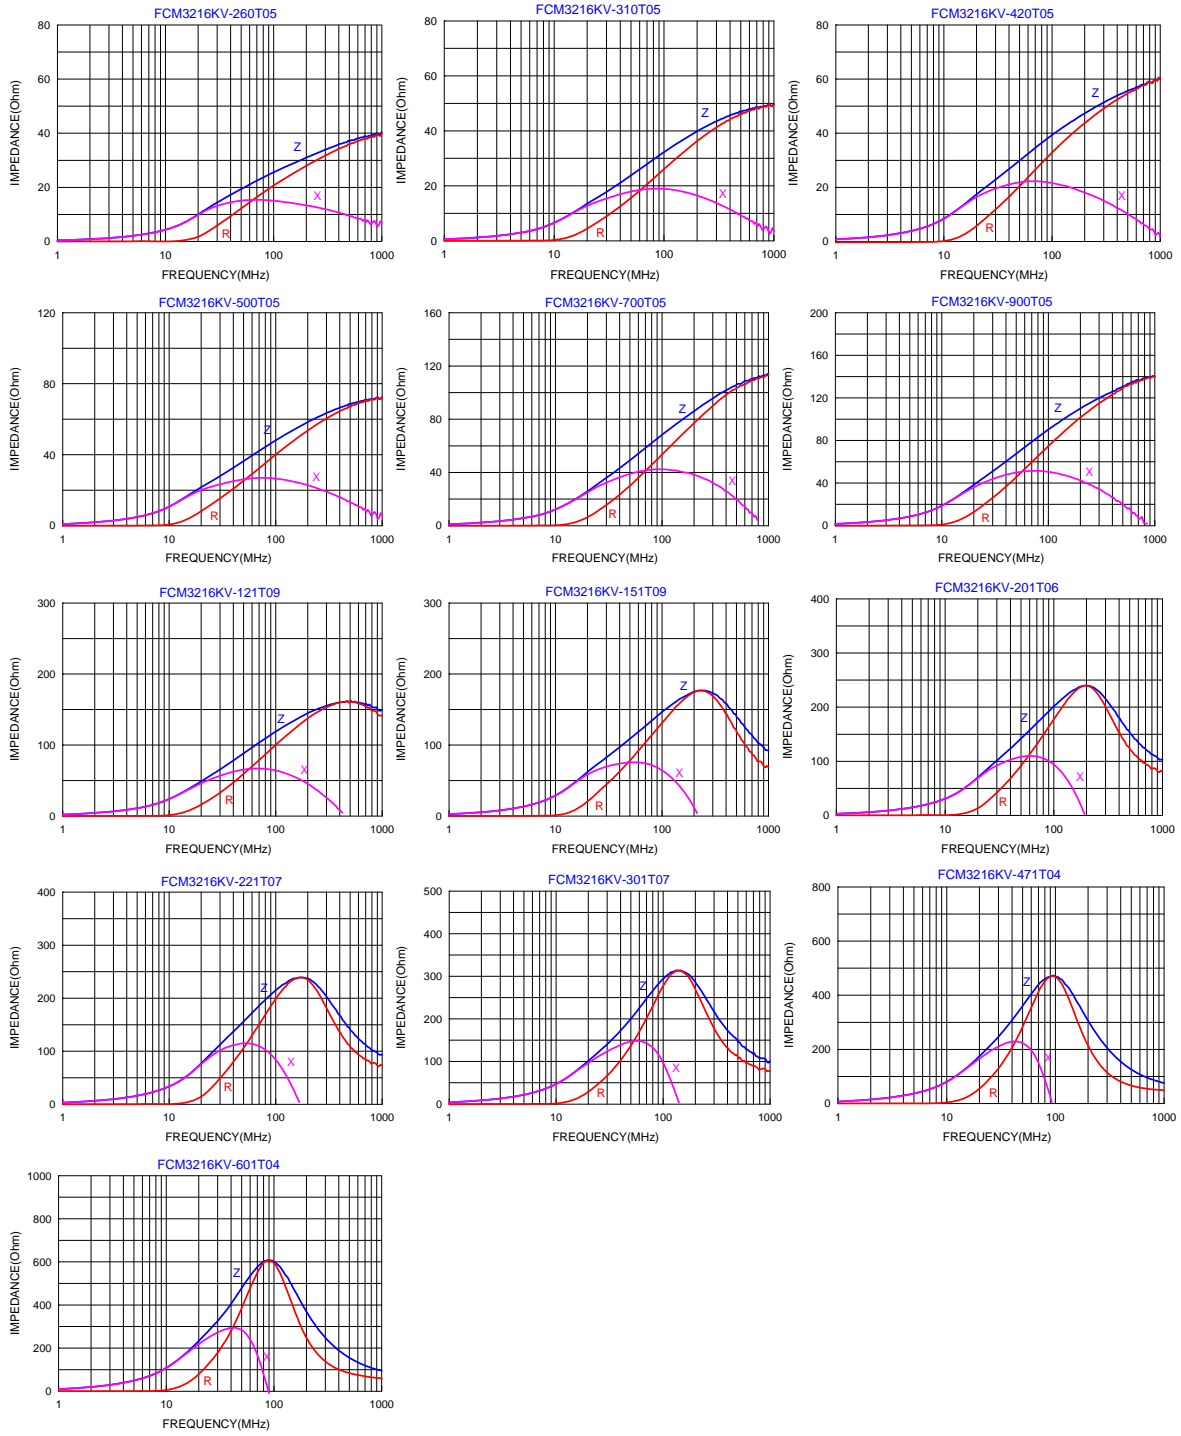 FCM3216KV-260T05
IMPEDANCE(Ohm)
80
60
40
20
0
Z
X
R
1
10
100
1000
FREQUENCY(MHz)
FCM3216KV-310T05
IMPEDANCE(Ohm)
80
60
40
20
0
Z
X
R
1
10
100
1000
FREQUENCY(MHz)
FCM3216KV-420T05
IMPEDANCE(Ohm)
80
60
40
20
0
Z
X
R
1
10
100
1000
FREQUENCY(MHz)
FCM3216KV-500T05
IMPEDANCE(Ohm)
120
80
40
0
Z
X
R
1
10
100
1000
FREQUENCY(MHz)
FCM3216KV-700T05
IMPEDANCE(Ohm)
160
120
80
40
0
Z
X
R
1
10
100
1000
FREQUENCY(MHz)
FCM3216KV-900T05
IMPEDANCE(Ohm)
200
160
120
80
40
0
Z
X
R
1
10
100
1000
FREQUENCY(MHz)
FCM3216KV-121T09
IMPEDANCE(Ohm)
300
200
100
0
Z
X
R
1
10
100
1000
FREQUENCY(MHz)
FCM3216KV-151T09
IMPEDANCE(Ohm)
300
200
100
0
Z
X
R
1
10
100
1000
FREQUENCY(MHz)
FCM3216KV-201T06
IMPEDANCE(Ohm)
400
300
200
100
0
Z
X
R
1
10
100
1000
FREQUENCY(MHz)
FCM3216KV-221T07
IMPEDANCE(Ohm)
400
300
200
100
0
Z
X
R
1
10
100
1000
FREQUENCY(MHz)
FCM3216KV-301T07
IMPEDANCE(Ohm)
500
400
300
200
100
0
Z
X
R
1
10
100
1000
FREQUENCY(MHz)
FCM3216KV-471T04
IMPEDANCE(Ohm)
800
600
400
200
0
Z
X
R
1
10
100
1000
FREQUENCY(MHz)
FCM3216KV-601T04
IMPEDANCE(Ohm)
1000
800
600
400
200
0
Z
X
R
1
10
100
1000
FREQUENCY(MHz)